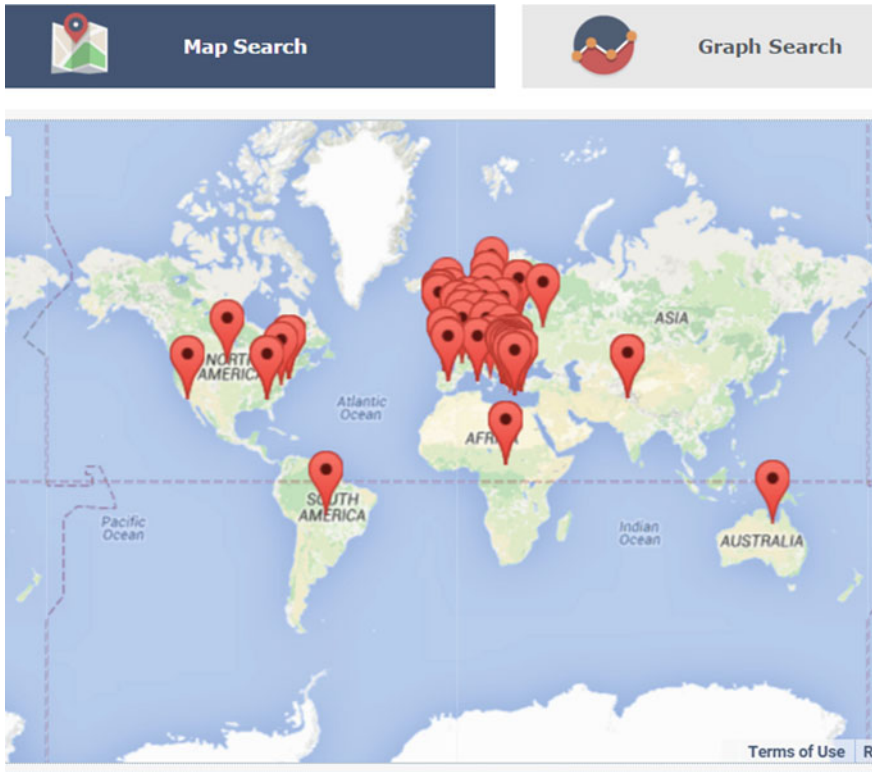 Map Search
Graph Search
ASIA
NORTH
AMERICA
Atlantic
Ocean
AFRI
SOUTH
AMERICA
Pacific
Ocean
Indian
Ocean
AUSTRALIA
Terms of Use
R